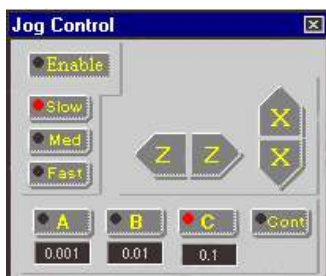 Jog Control
Enable
Slow
Med
Fast
X
X
Z Z
A B C Cont
0.001 0.01 0.1